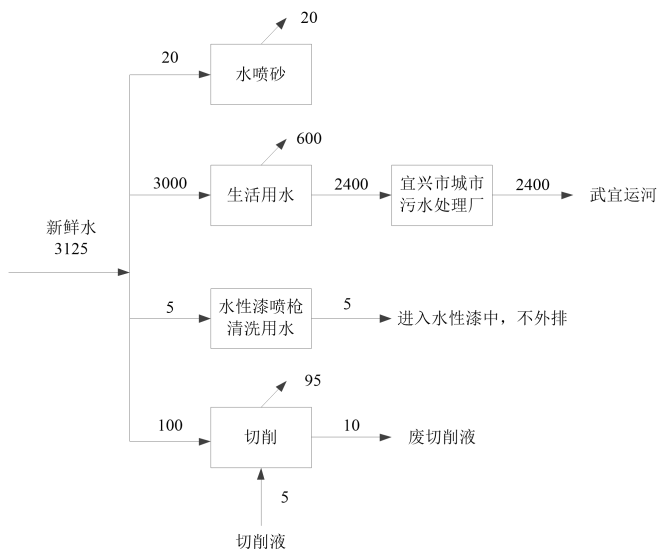 20
20
水喷砂
600
3000
生活用水
2400
宜兴市城市
污水处理厂
2400
武宜运河
新鲜水
3125
5
水性漆喷枪
清洗用水
5
进入水性漆中，不外排
95
100
切削
10
废切削液
5
切削液